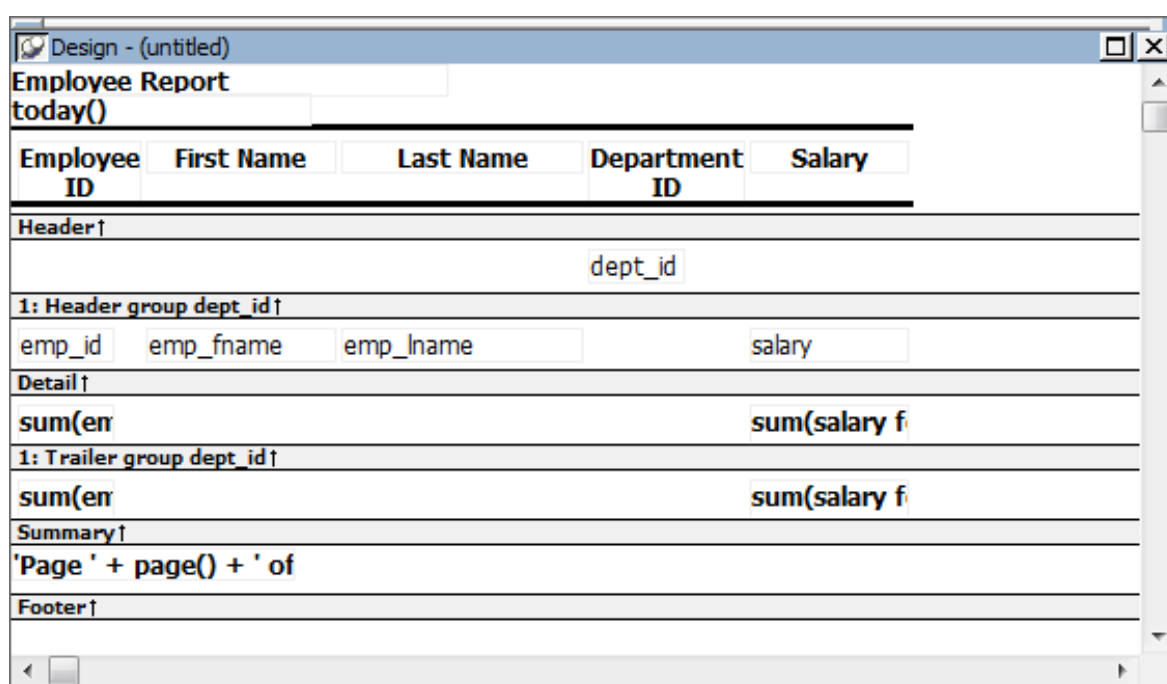 Design - (untitled)
Employee Report
today()
Employee ID First Name Last Name Department ID Salary
Header↑
dept_id
1: Header group dept_id↑
emp_id emp_fname emp_lname salary
Detail↑
sum(em sum(salary f
1: Trailer group dept_id↑
sum(em sum(salary f
Summary↑
'Page ' + page() + ' of
Footer↑